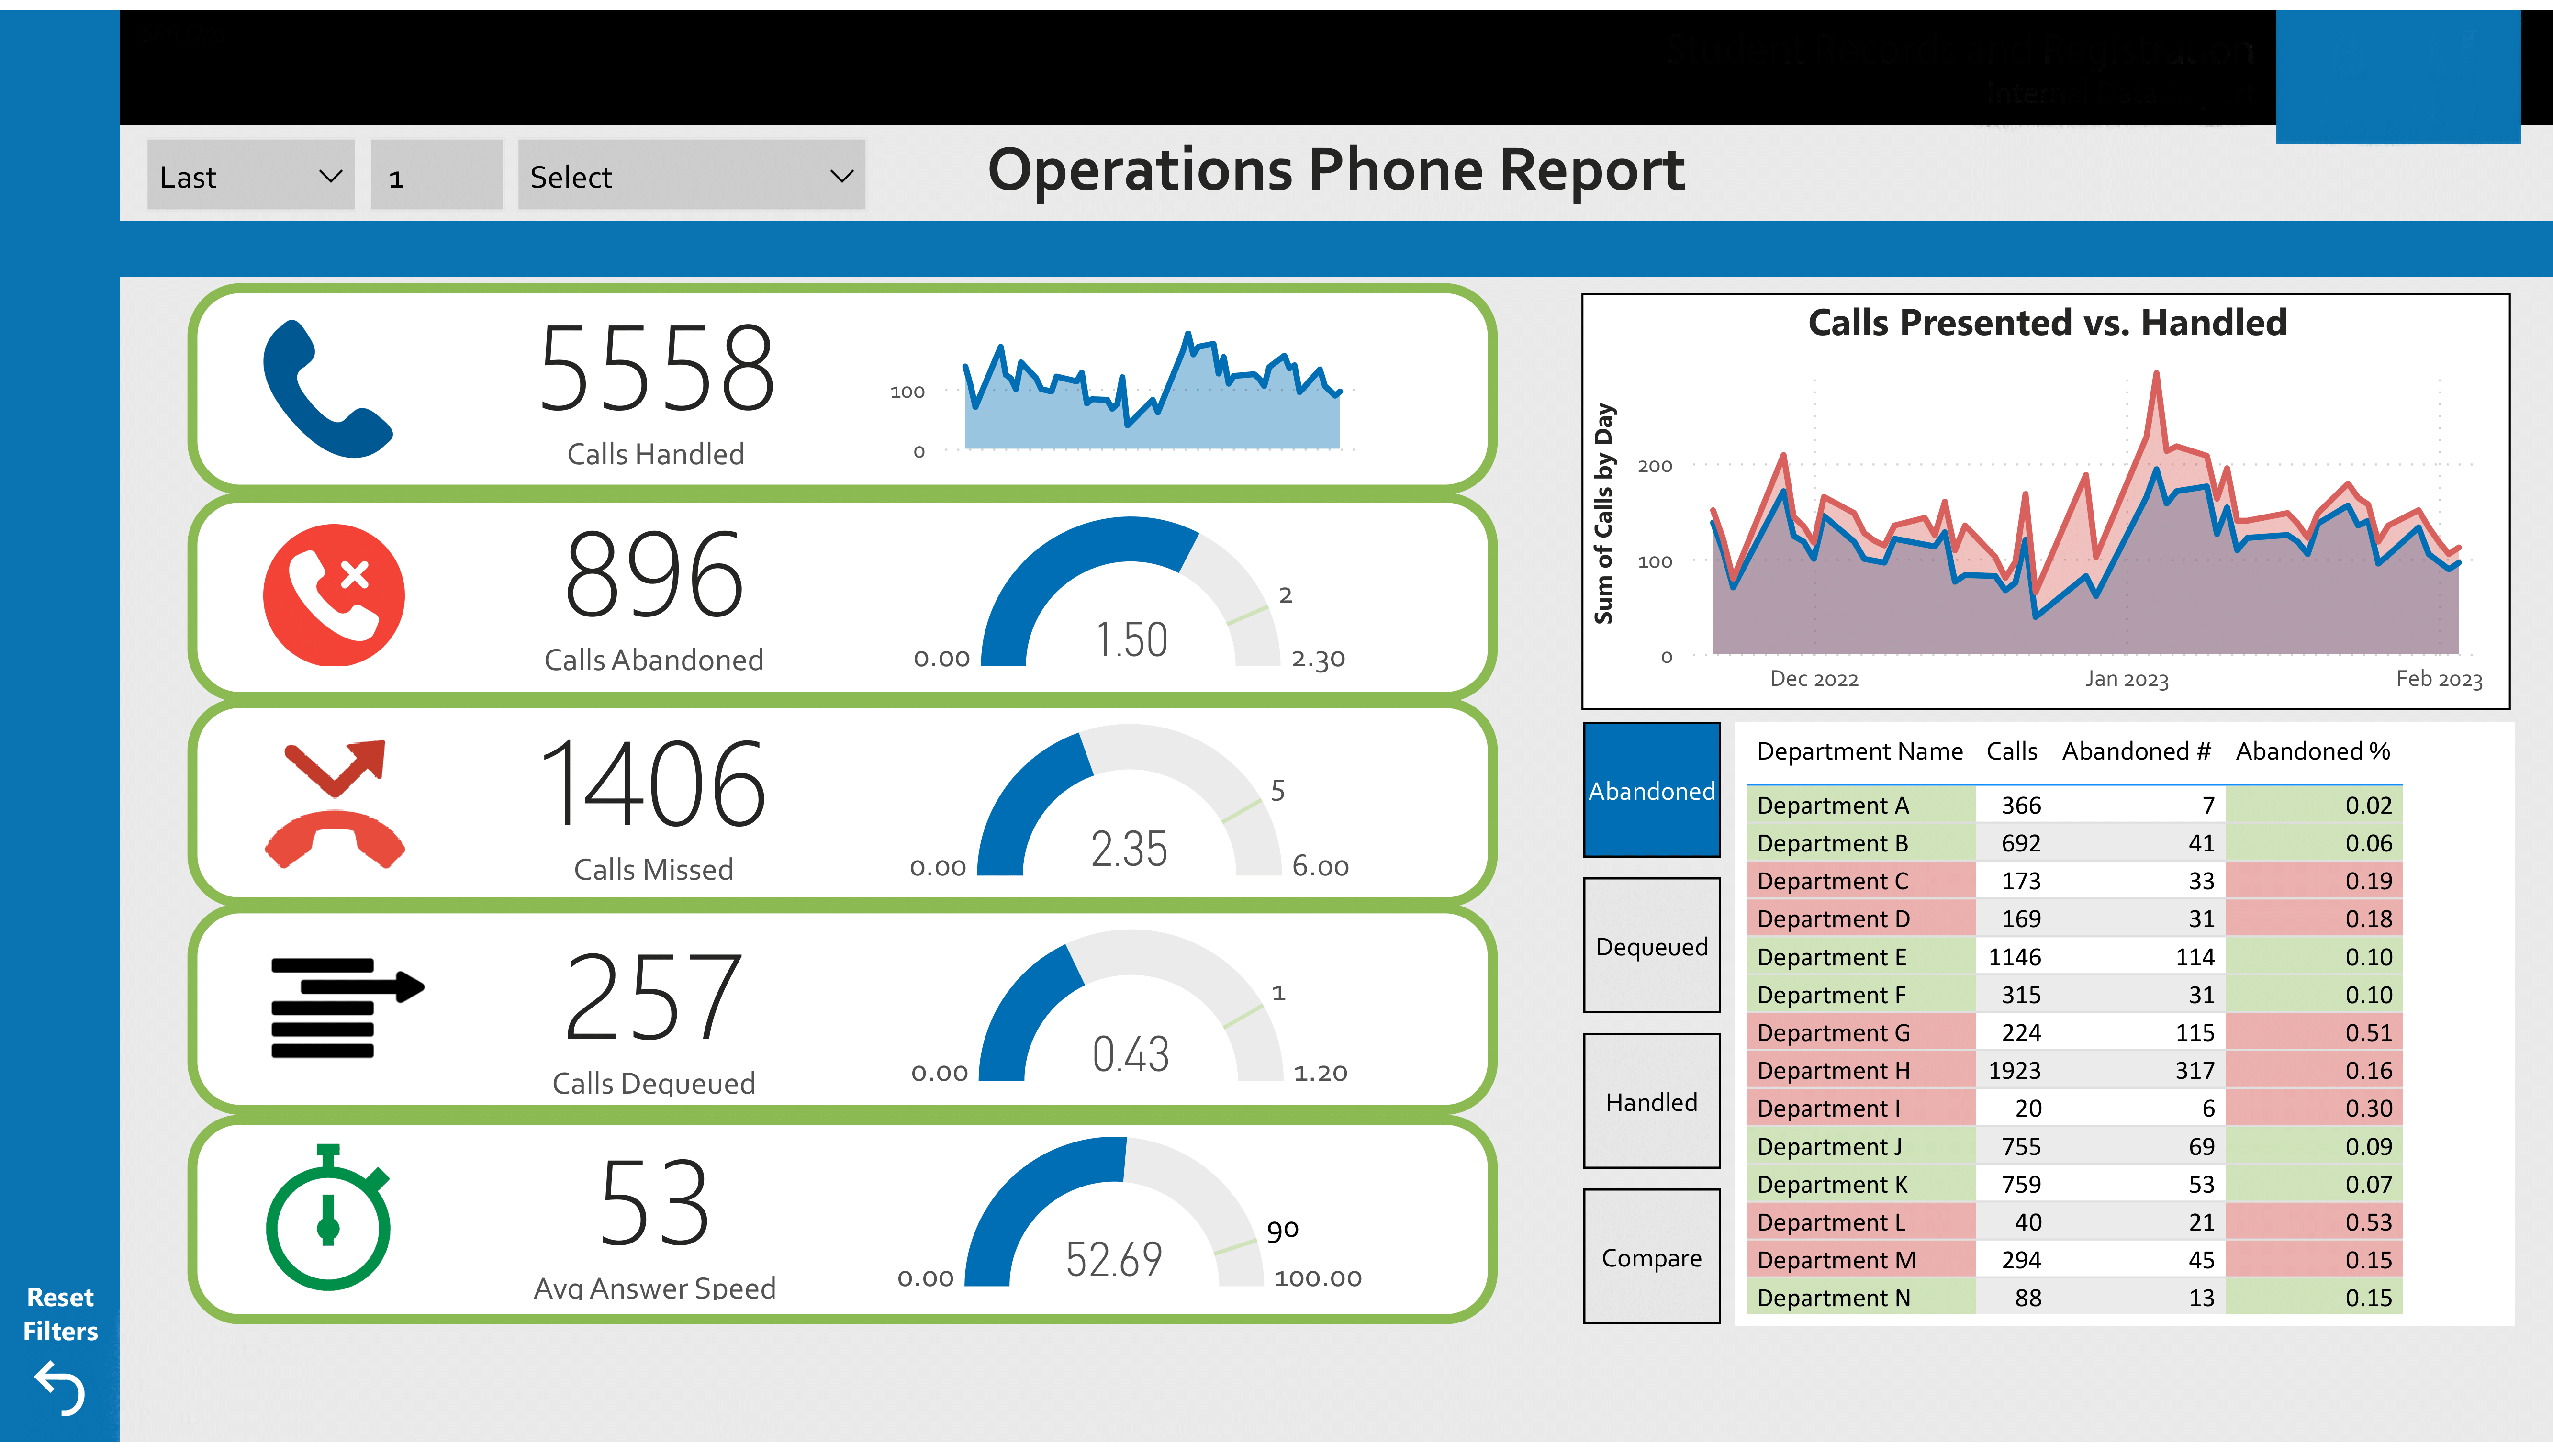 Student Records and Registration
Internal Data
Last
1
Select
Operations Phone Report
5558
Calls Handled
100
0
896
Calls Abandoned
0.00
1.50
2
2.30
1406
Calls Missed
0.00
2.35
5
6.00
257
Calls Dequeued
0.00
0.43
1
1.20
53
Avg Answer Speed
0.00
52.69
90
100.00
Reset
Filters
Calls Presented vs. Handled
Sum of Calls by Day
200
100
0
Dec 2022 Jan 2023 Feb 2023
Abandoned
Dequeued
Handled
Compare
Department Name Calls Abandoned # Abandoned %
Department A 366 7 0.02
Department B 692 41 0.06
Department C 173 33 0.19
Department D 169 31 0.18
Department E 1146 114 0.10
Department F 315 31 0.10
Department G 224 115 0.51
Department H 1923 317 0.16
Department I 20 6 0.30
Department J 755 69 0.09
Department K 759 53 0.07
Department L 40 21 0.53
Department M 294 45 0.15
Department N 88 13 0.15